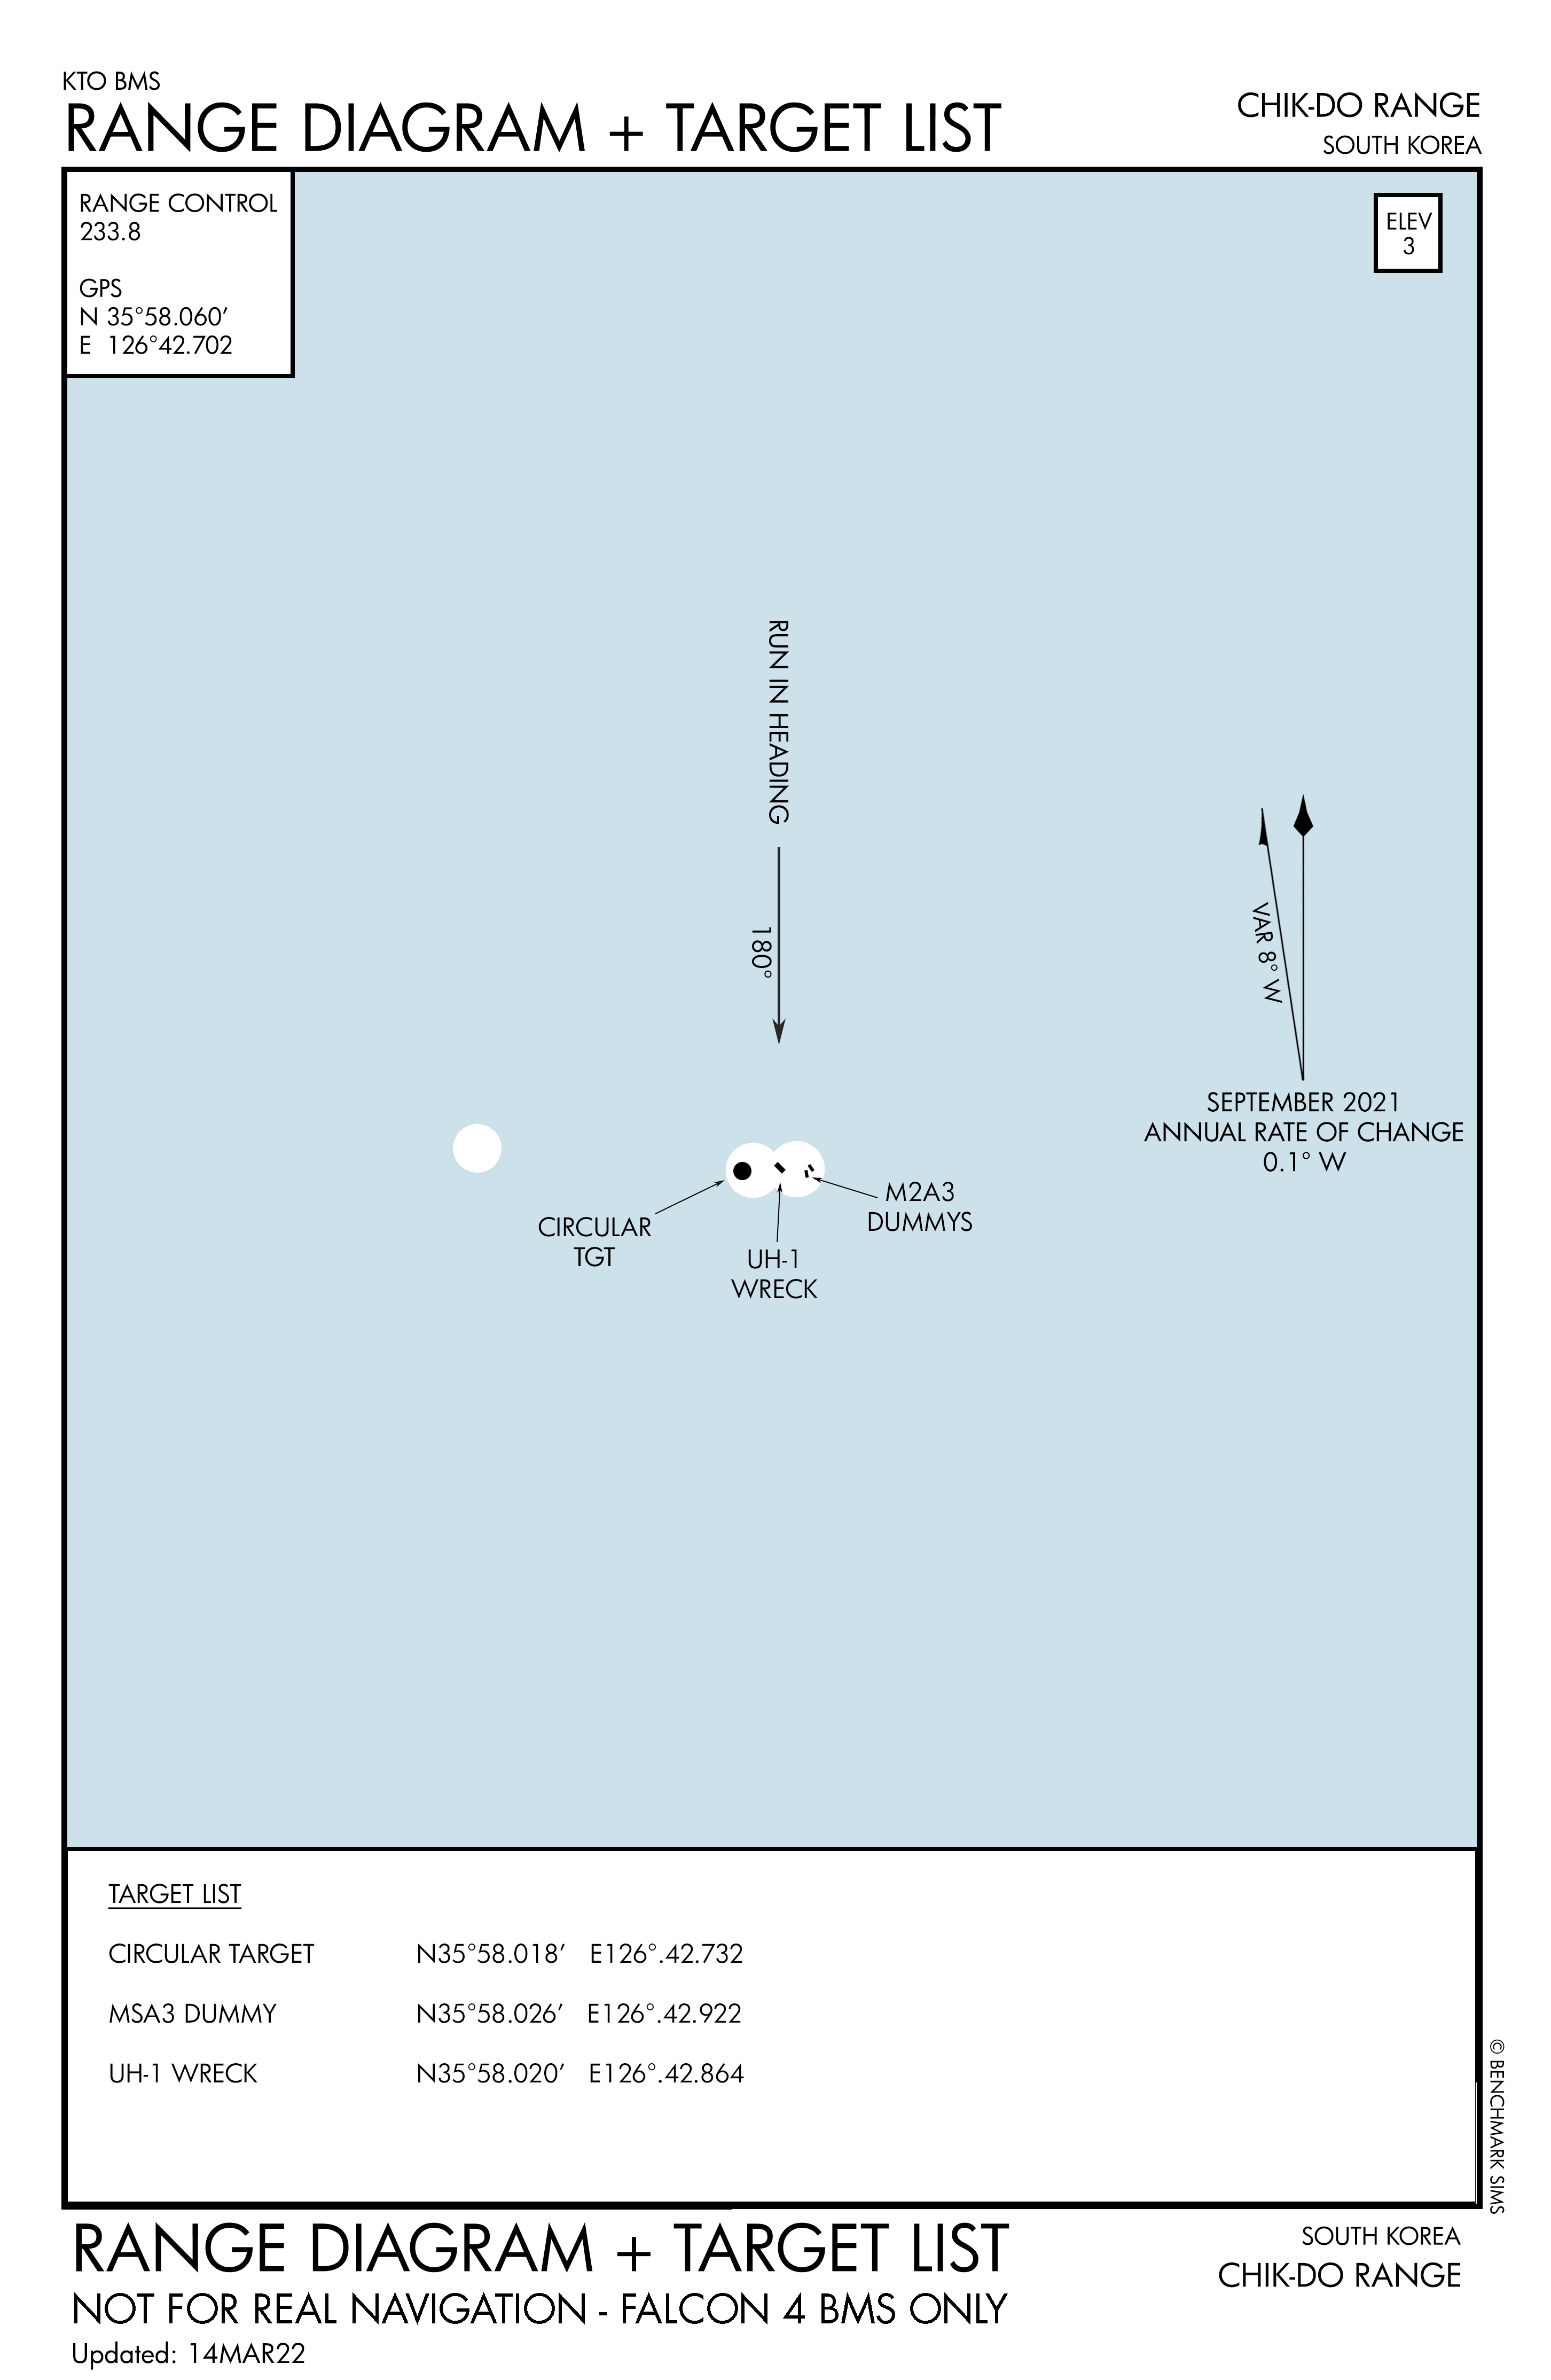 KTO BMS
RANGE DIAGRAM + TARGET LIST
CHIK-DO RANGE
SOUTH KOREA
RANGE CONTROL
233.8
GPS
N 35°58.060′
E 126°42.702
ELEV
3
RUN IN HEADING
180°
VAR 8° W
SEPTEMBER 2021
ANNUAL RATE OF CHANGE
0.1° W
CIRCULAR
TGT
UH-1
WRECK
M2A3
DUMMYS
TARGET LIST
CIRCULAR TARGET N35°58.018′ E126°.42.732
MSA3 DUMMY N35°58.026′ E126°.42.922
UH-1 WRECK N35°58.020′ E126°.42.864
© BENCHMARK SIMS
RANGE DIAGRAM + TARGET LIST
NOT FOR REAL NAVIGATION - FALCON 4 BMS ONLY
Updated: 14MAR22
SOUTH KOREA
CHIK-DO RANGE